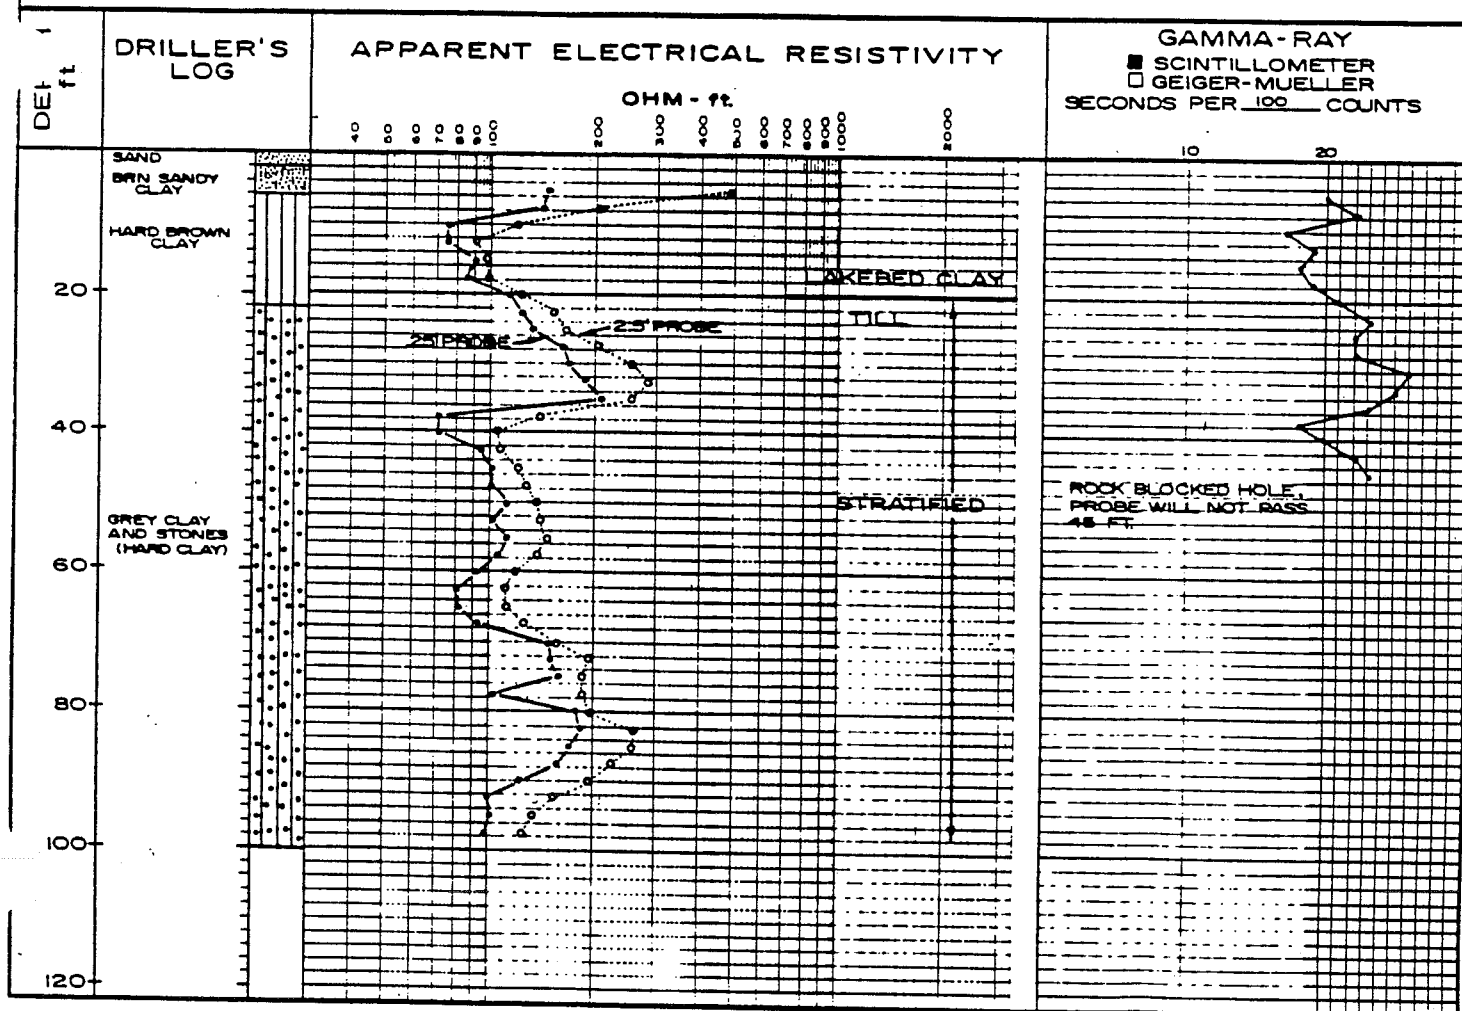 DEP
ft.
DRILLER'S
LOG
APPARENT ELECTRICAL RESISTIVITY
OHM - ft.
40
60
70
80
90
100
200
300
400
500
600
700
800
900
1000
2000
GAMMA-RAY
■ SCINTILLOMETER
□ GEIGER-MUELLER
SECONDS PER 100 COUNTS
10
20
SAND
BRN SANDY
CLAY
HARD BROWN
CLAY
20
AKEBED CLAY
TILL
2.5' PROBE
25' PROBE
40
STRATIFIED
ROCK BLOCKED HOLE,
PROBE WILL NOT PASS
48 FT.
GREY CLAY
AND STONES
(HARD CLAY)
60
80
100
120